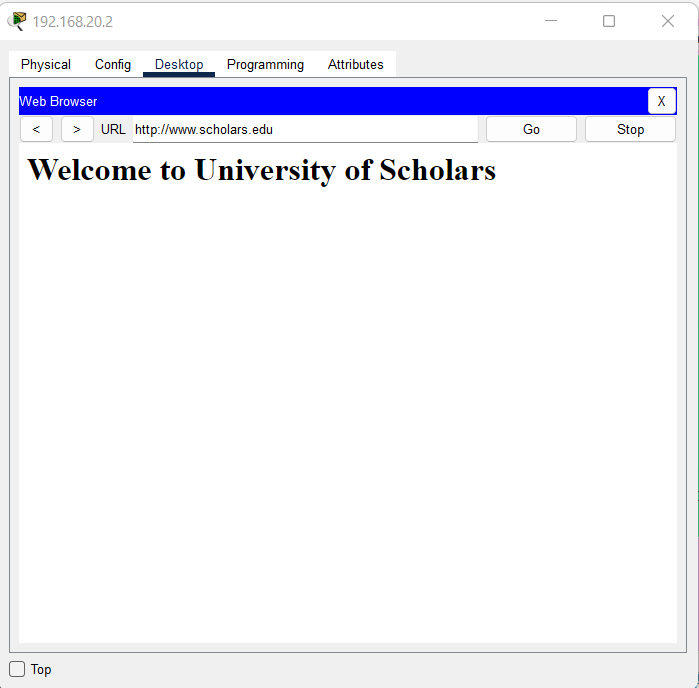 192.168.20.2
Physical Config Desktop Programming Attributes
Web Browser X
< > URL http://www.scholars.edu Go Stop
Welcome to University of Scholars
Top